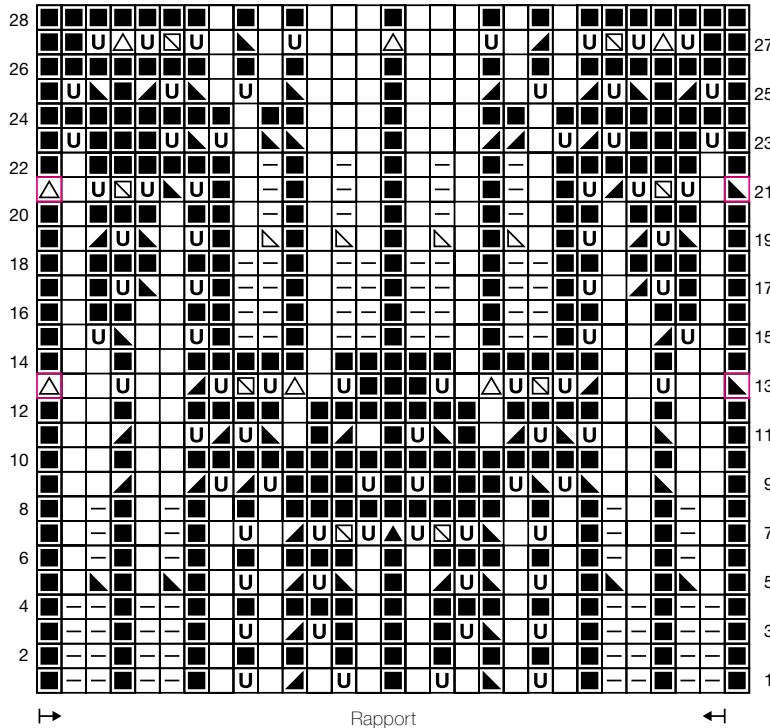 28
U U U U U U U U 27
26
U U U U U U 25
24
U U U U U U 23
22
U U U U U U 21
20
U U U U 19
18
U U U U 17
16
U U U U 15
14
U U U U U U U U 13
12
U U U U U 11
10
U U U U U U 9
8
U U U U U U 7
6
U U U U 5
4
U U U U 3
2
U U U U 1
Rapport